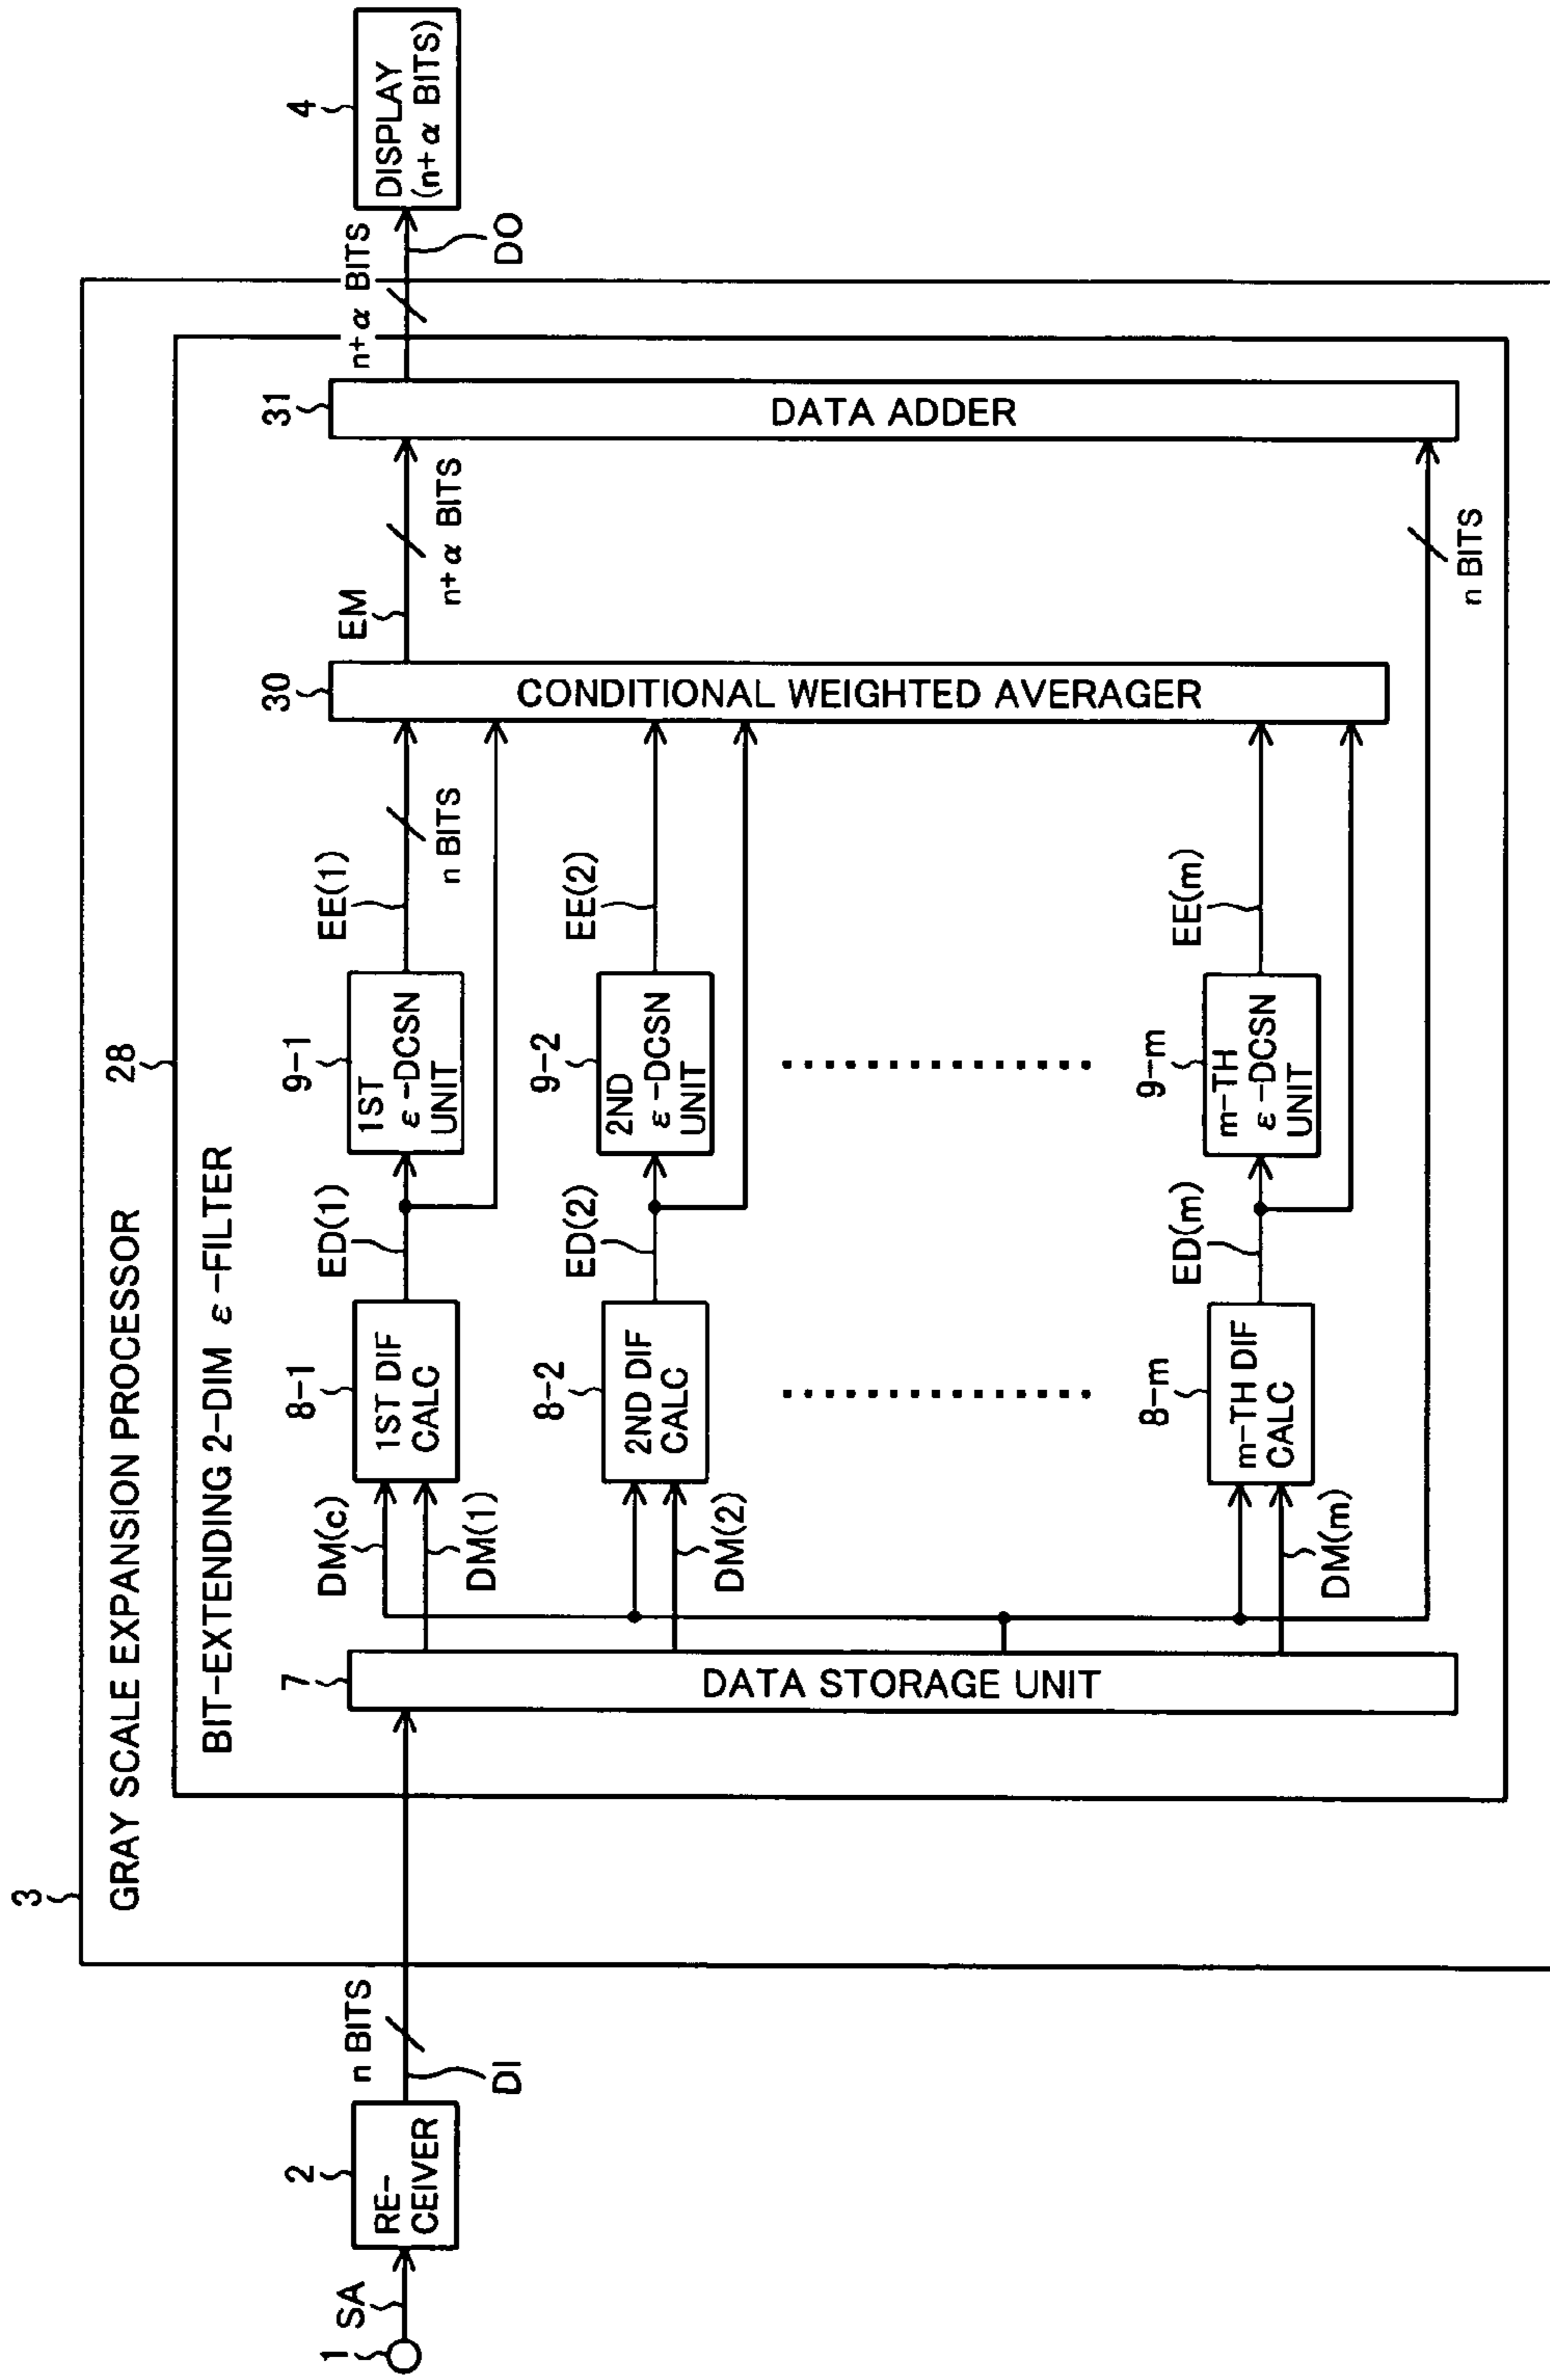 3
GRAY SCALE EXPANSION PROCESSOR
28
BIT-EXTENDING 2-DIM ε-FILTER
1
SA
2
RE-
CEIVER
n BITS
DI
7
DATA STORAGE UNIT
DM(c)
DM(1)
8-1
1ST DIF
CALC
ED(1)
9-1
1ST
ε-DCSN
UNIT
EE(1)
n BITS
DM(2)
8-2
2ND DIF
CALC
ED(2)
9-2
2ND
ε-DCSN
UNIT
EE(2)
DM(m)
8-m
m-TH DIF
CALC
ED(m)
9-m
m-TH
ε-DCSN
UNIT
EE(m)
30
CONDITIONAL WEIGHTED AVERAGER
EM
n+α BITS
n BITS
31
DATA ADDER
n+α BITS
DO
4
DISPLAY
(n+α BITS)